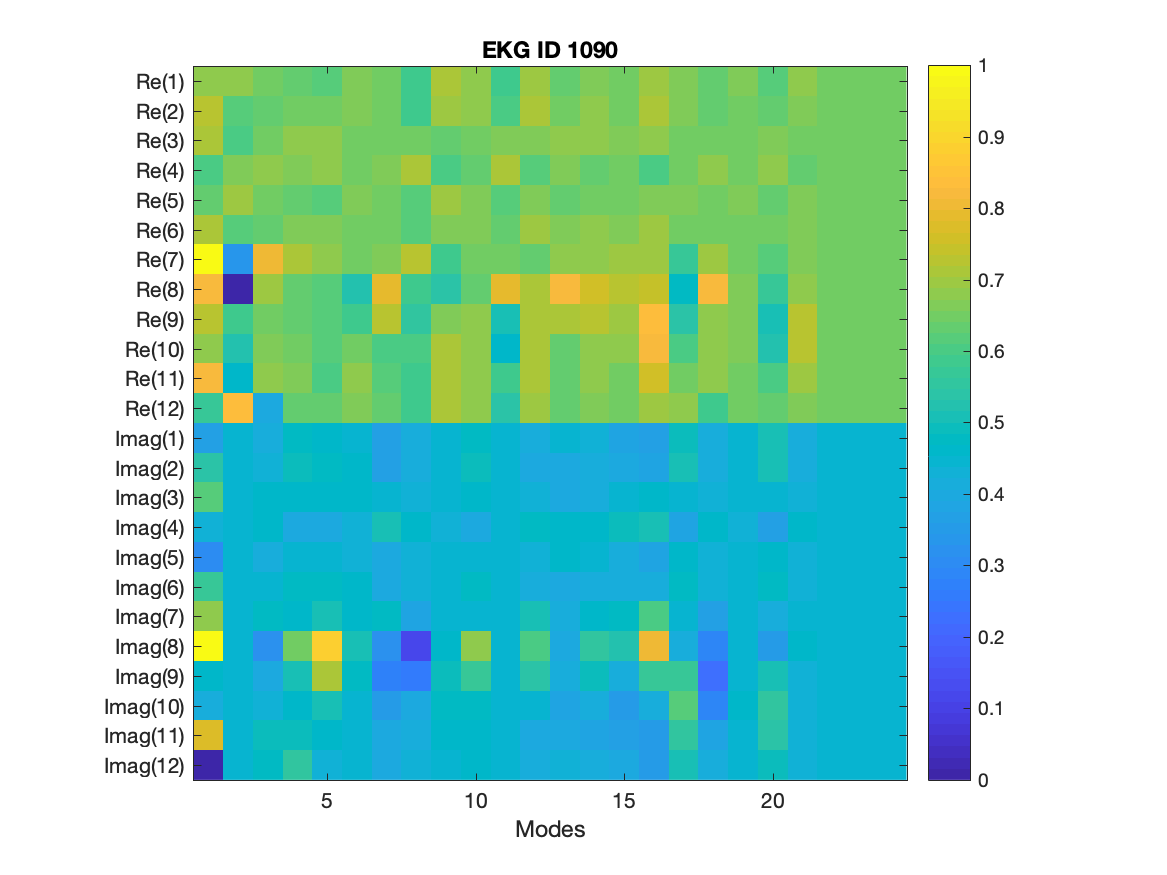 EKG ID 1090
Re(1)
Re(2)
Re(3)
Re(4)
Re(5)
Re(6)
Re(7)
Re(8)
Re(9)
Re(10)
Re(11)
Re(12)
Imag(1)
Imag(2)
Imag(3)
Imag(4)
Imag(5)
Imag(6)
Imag(7)
Imag(8)
Imag(9)
Imag(10)
Imag(11)
Imag(12)
5 10 15 20
Modes
1
0.9
0.8
0.7
0.6
0.5
0.4
0.3
0.2
0.1
0